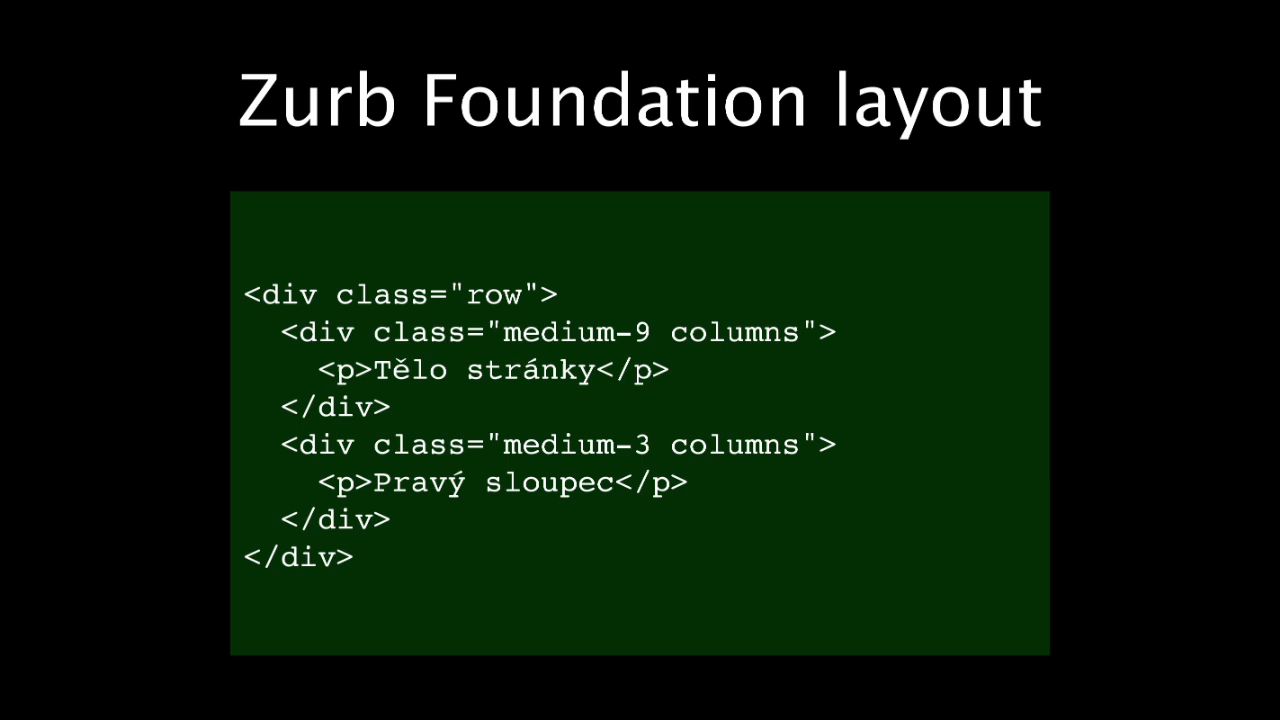 Zurb Foundation layout
<div class="row">
  <div class="medium-9 columns">
    <p>Tělo stránky</p>
  </div>
  <div class="medium-3 columns">
    <p>Pravý sloupec</p>
  </div>
</div>